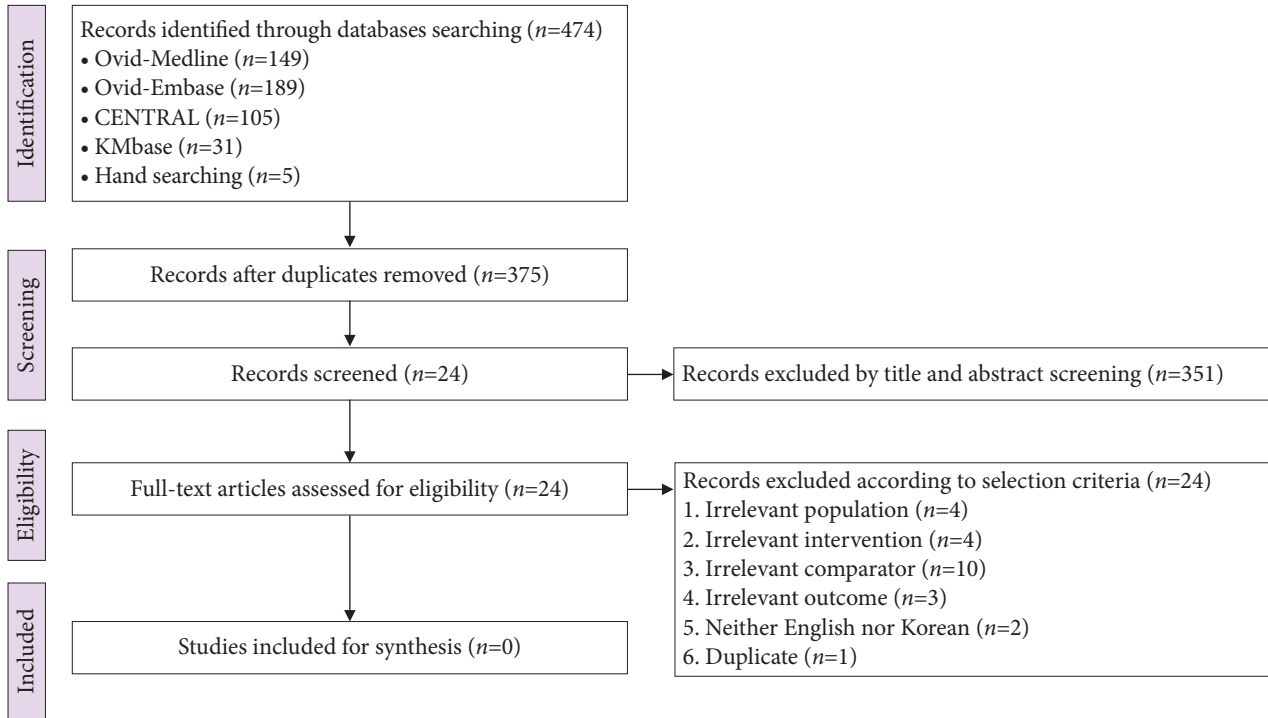 Identification
Records identified through databases searching (n=474)
• Ovid-Medline (n=149)
• Ovid-Embase (n=189)
• CENTRAL (n=105)
• KMbase (n=31)
• Hand searching (n=5)
Screening
Records after duplicates removed (n=375)
Records screened (n=24)
Records excluded by title and abstract screening (n=351)
Eligibility
Full-text articles assessed for eligibility (n=24)
Records excluded according to selection criteria (n=24)
1. Irrelevant population (n=4)
2. Irrelevant intervention (n=4)
3. Irrelevant comparator (n=10)
4. Irrelevant outcome (n=3)
5. Neither English nor Korean (n=2)
6. Duplicate (n=1)
Included
Studies included for synthesis (n=0)